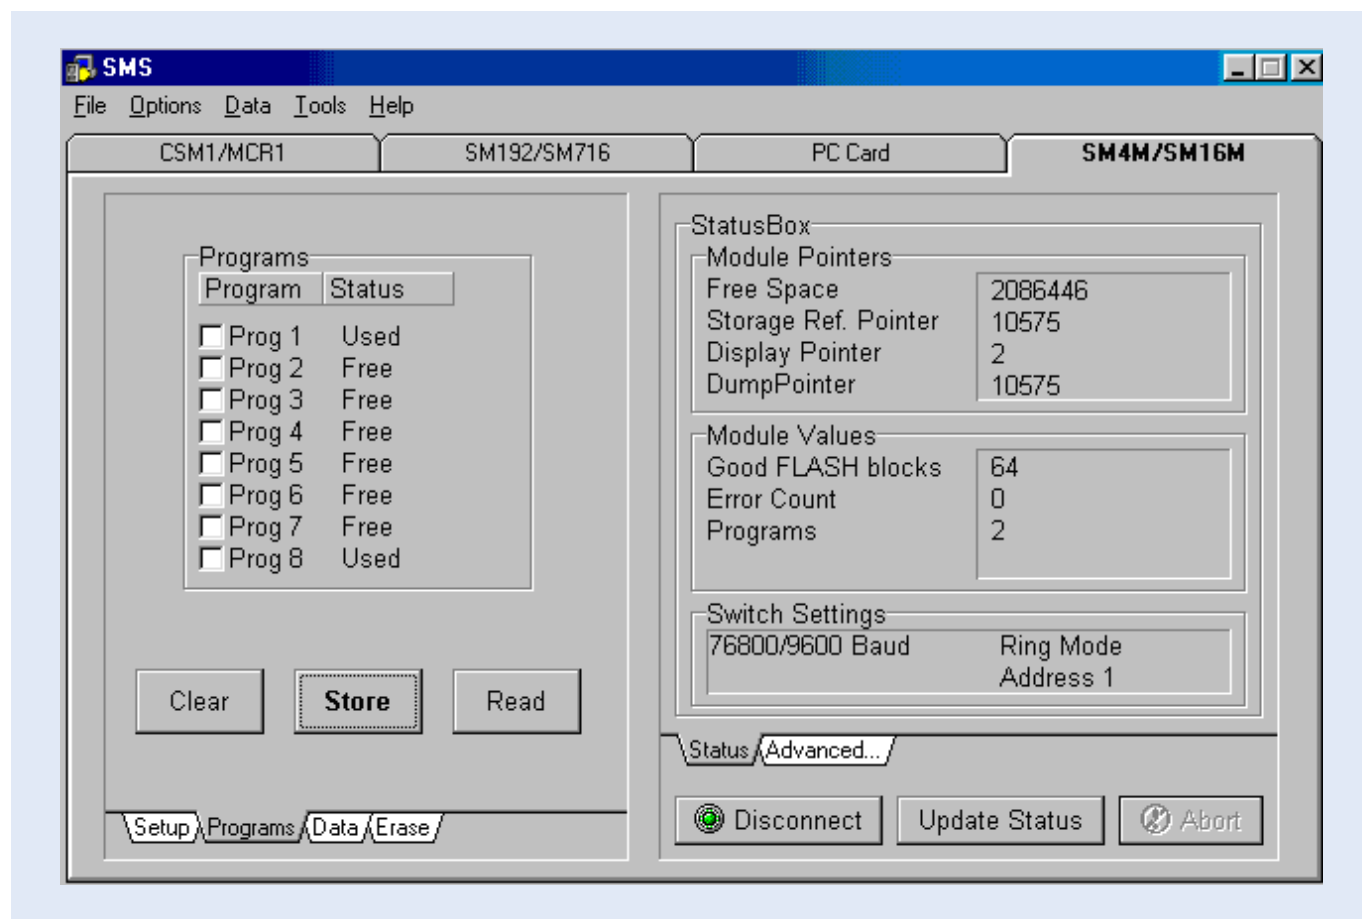 SMS
File Options Data Tools Help
CSM1/MCR1 SM192/SM716 PC Card SM4M/SM16M
Programs
Program Status
Prog 1 Used
Prog 2 Free
Prog 3 Free
Prog 4 Free
Prog 5 Free
Prog 6 Free
Prog 7 Free
Prog 8 Used
Clear Store Read
Setup Programs Data Erase
StatusBox
Module Pointers
Free Space 2086446
Storage Ref. Pointer 10575
Display Pointer 2
DumpPointer 10575
Module Values
Good FLASH blocks 64
Error Count 0
Programs 2
Switch Settings
76800/9600 Baud Ring Mode
Address 1
Status Advanced...
Disconnect Update Status Abort